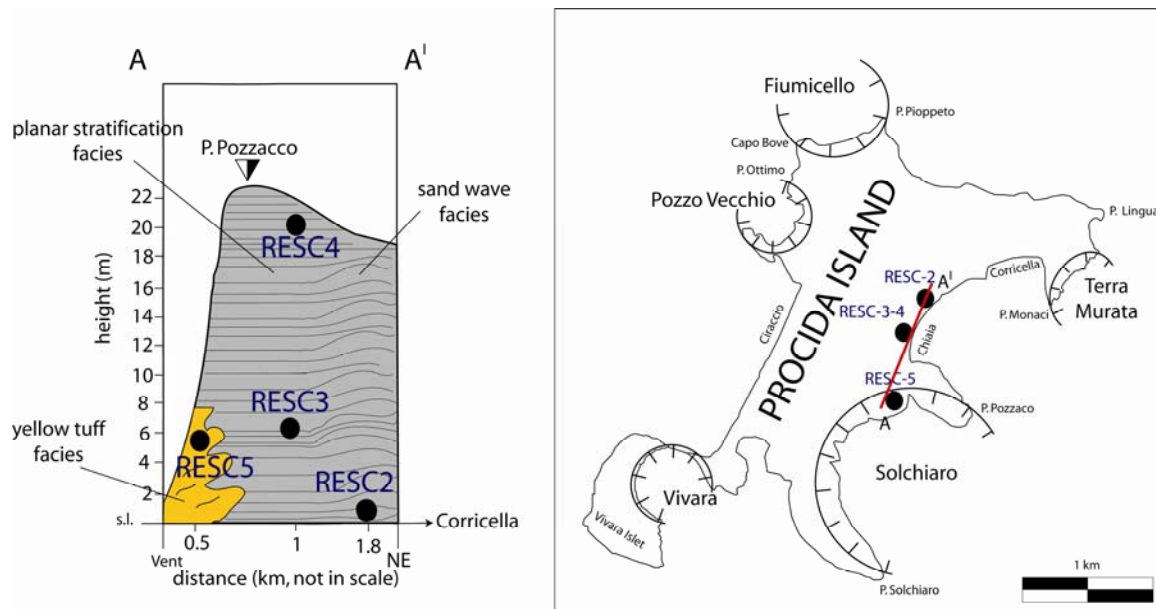 A
A'
planar stratification
facies
P. Pozzacco
sand wave
facies
yellow tuff
facies
height (m)
22
20
18
16
14
12
10
8
6
4
2
s.l.
RESC4
RESC3
RESC5
RESC2
Corricella
0.5
1
1.8
Vent
NE
distance (km, not in scale)
Fiumicello
P. Pioppeto
Capo Bove
P. Ottimo
Pozzo Vecchio
PROCIDA ISLAND
P. Lingua
Corricella
RESC-2
A'
Terra
Murata
P. Monaci
RESC-3-4
Chiaia
Ciraccio
RESC-5
A
P. Pozzaco
Solchiaro
Vivara
Vivara Islet
P. Solchiaro
1 km